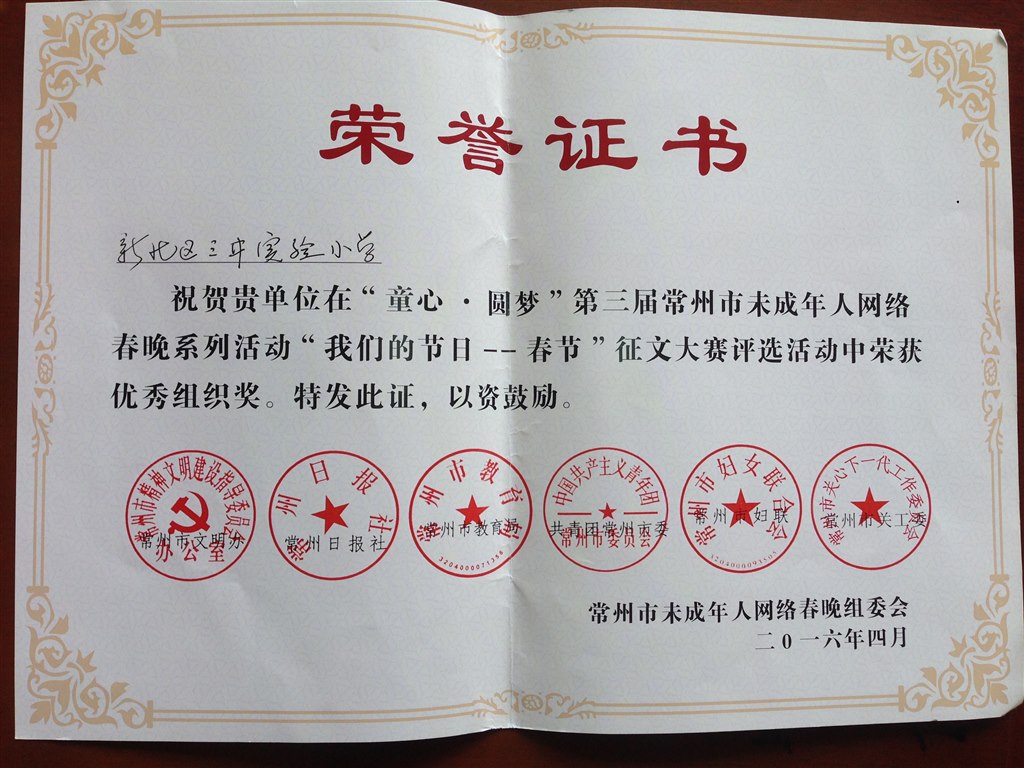 荣誉证书
新北区三井实验小学
祝贺贵单位在“童心·圆梦”第三届常州市未成年人网络
春晚系列活动“我们的节日--春节”征文大赛评选活动中荣获
优秀组织奖。特发此证，以资鼓励。
常州市精神文明建设指导委员会
办公室
常州市文明办
常州日报社
常州日报社
常州市教育局
常州市教育局
3204000071366
中国共产主义青年团
共青团常州市委
常州市委员会
常州市妇女联合会
常州市妇联
常州市关心下一代工作委员会
常州市关工委
常州市未成年人网络春晚组委会
二0一六年四月